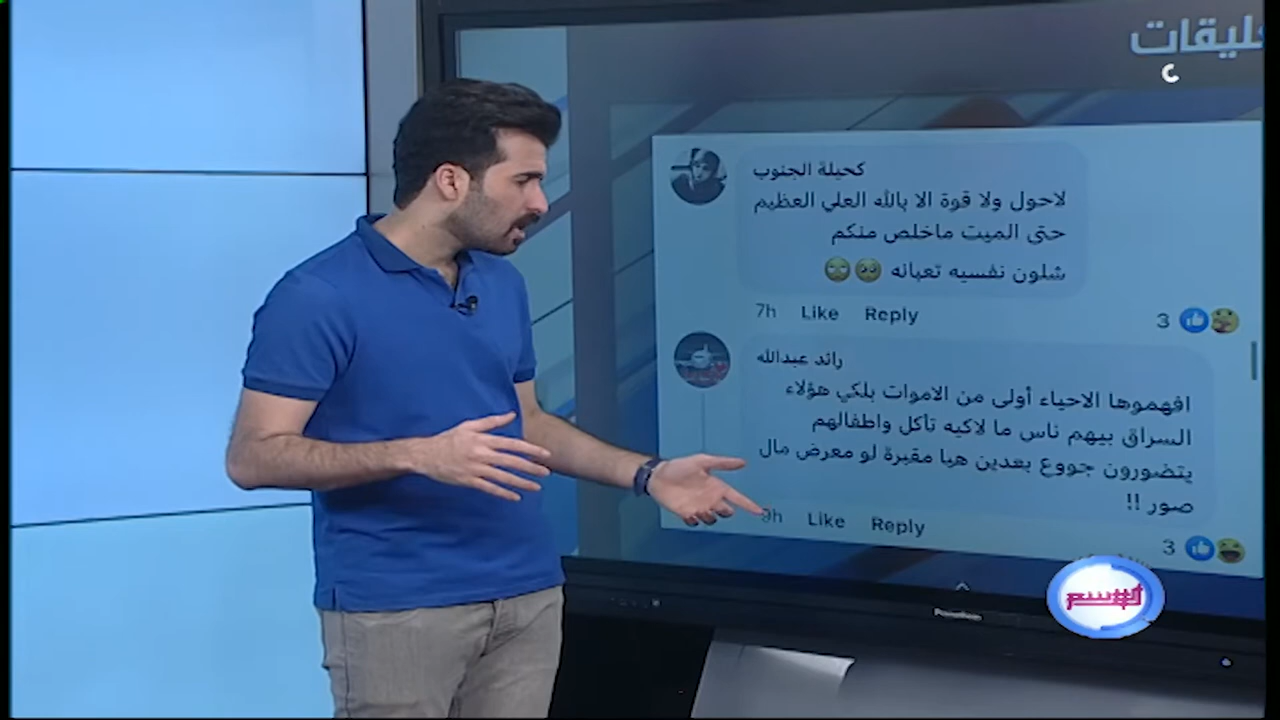 كحيلة الجنوب
لاحول ولا قوة الا بالله العلي العظيم
حتى الميت ماخلص منكم
شلون نفسيه تعبانه 🥺🙄
7h Like Reply 3
رائد عبدالله
افهموها الاحياء أولى من الاموات بلكي هؤلاء
السراق بيهم ناس ما لاكيه تأكل واطفالهم
يتضورون جووع بعدين هيا مقبرة لو معرض مال
صور !!
9h Like Reply 3